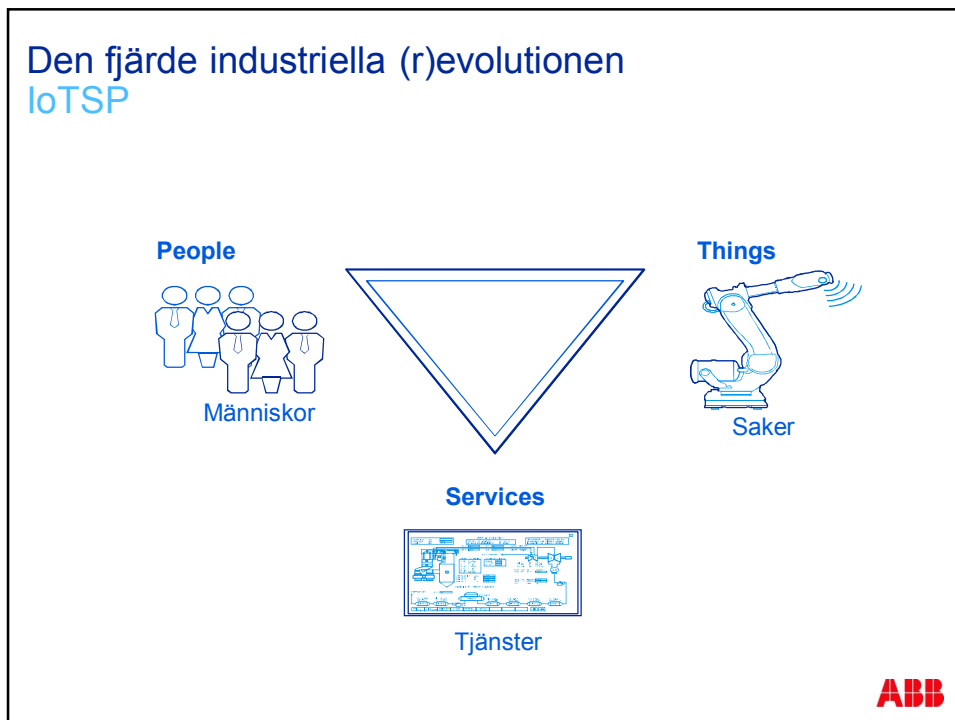 Den fjärde industriella (r)evolutionen
IoTSP
People
Things
Människor
Saker
Services
Tjänster
ABB